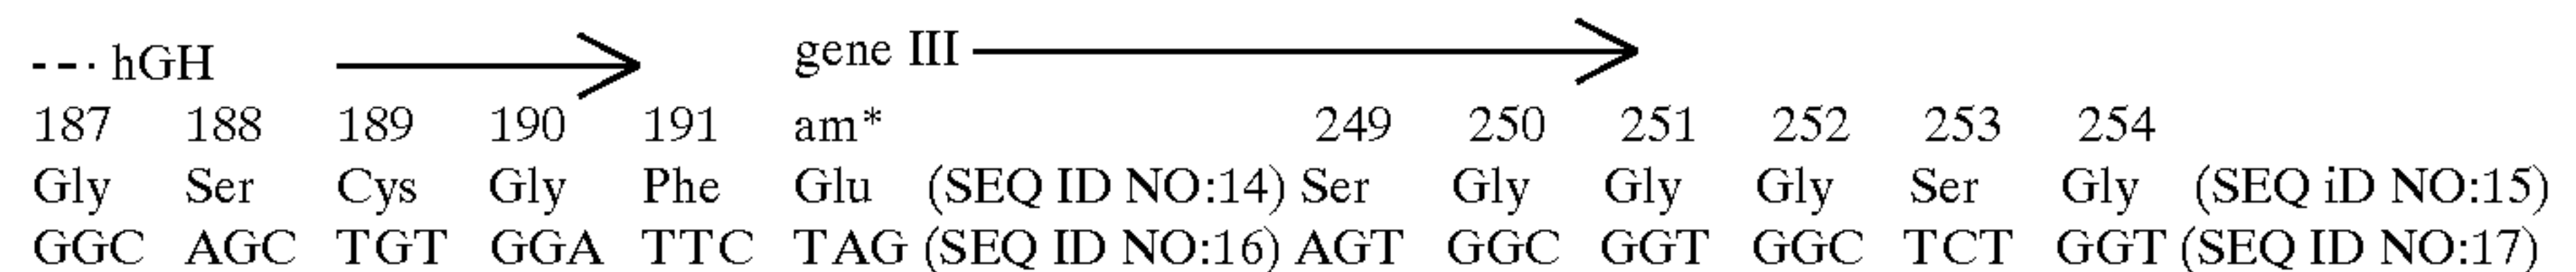 --· hGH gene III
187 188 189 190 191 am* 249 250 251 252 253 254
Gly Ser Cys Gly Phe Glu (SEQ ID NO:14) Ser Gly Gly Gly Ser Gly (SEQ iD NO:15)
GGC AGC TGT GGA TTC TAG (SEQ ID NO:16) AGT GGC GGT GGC TCT GGT (SEQ ID NO:17)